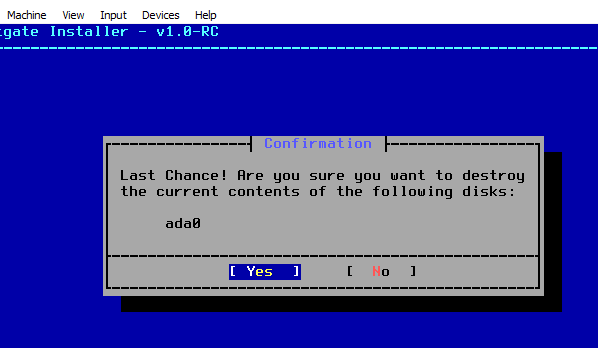 Machine View Input Devices Help
tgate Installer - v1.0-RC
Confirmation
Last Chance! Are you sure you want to destroy
the current contents of the following disks:
ada0
[ Yes ] [ No ]